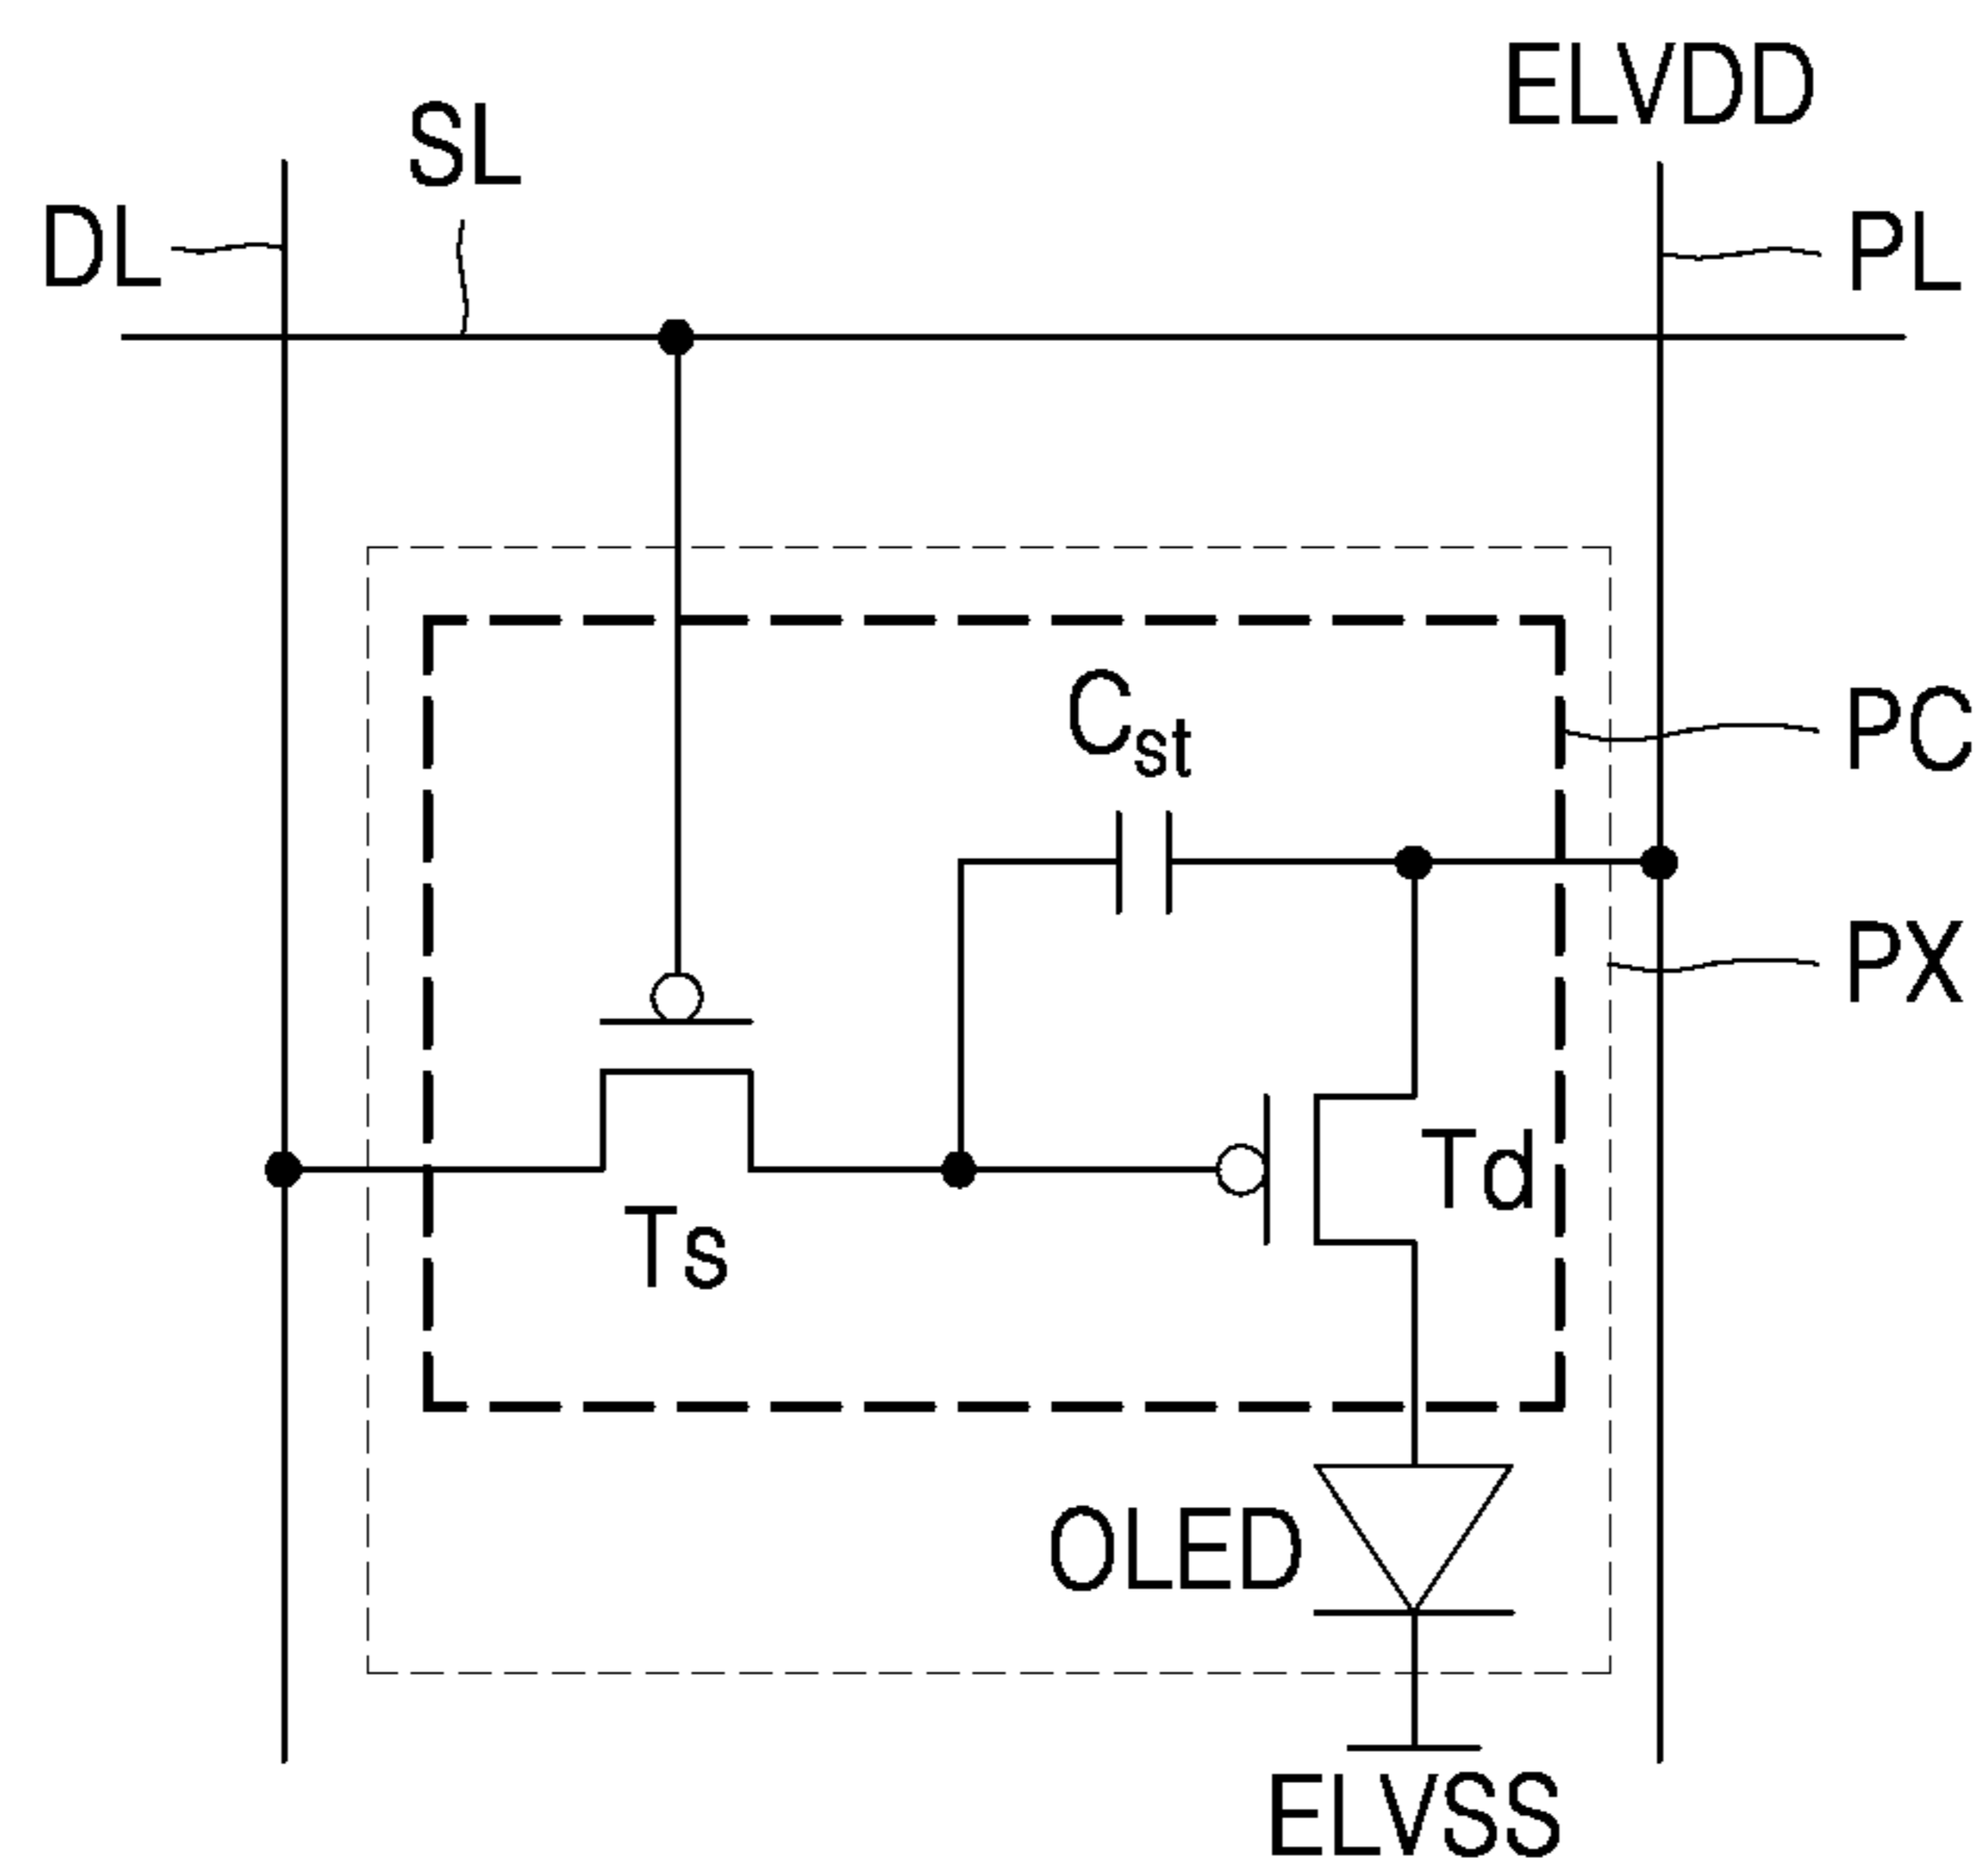 ELVDD
SL
DL
PL
PC
Cst
PX
Td
Ts
OLED
ELVSS